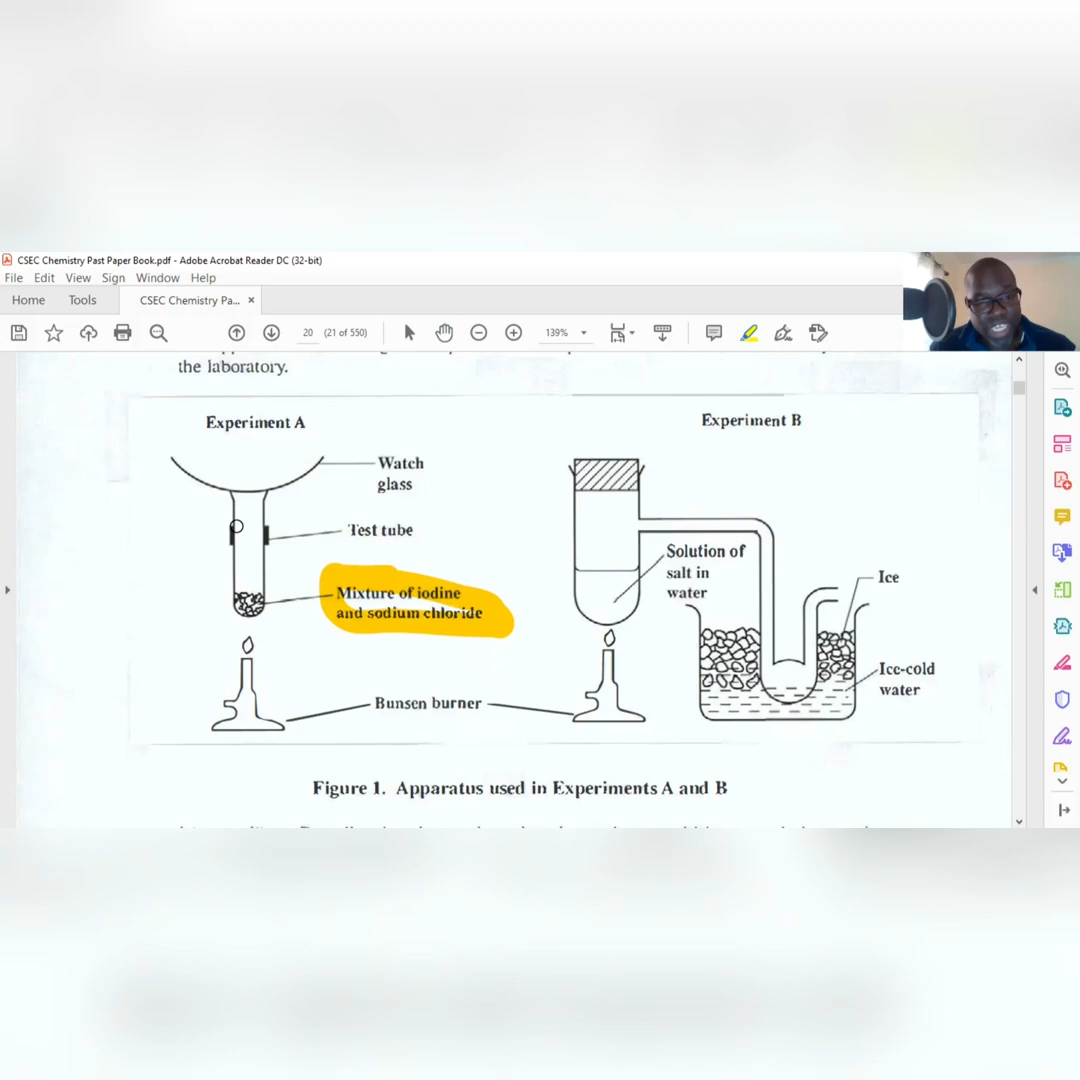 CSEC Chemistry Past Paper Book.pdf - Adobe Acrobat Reader DC (32-bit)
File Edit View Sign Window Help
Home Tools CSEC Chemistry Pa... ×
20 (21 of 550) 139%
the laboratory.
Experiment A
Experiment B
Watch
glass
Test tube
Mixture of iodine
and sodium chloride
Bunsen burner
Solution of
salt in
water
Ice
Ice-cold
water
Figure 1. Apparatus used in Experiments A and B